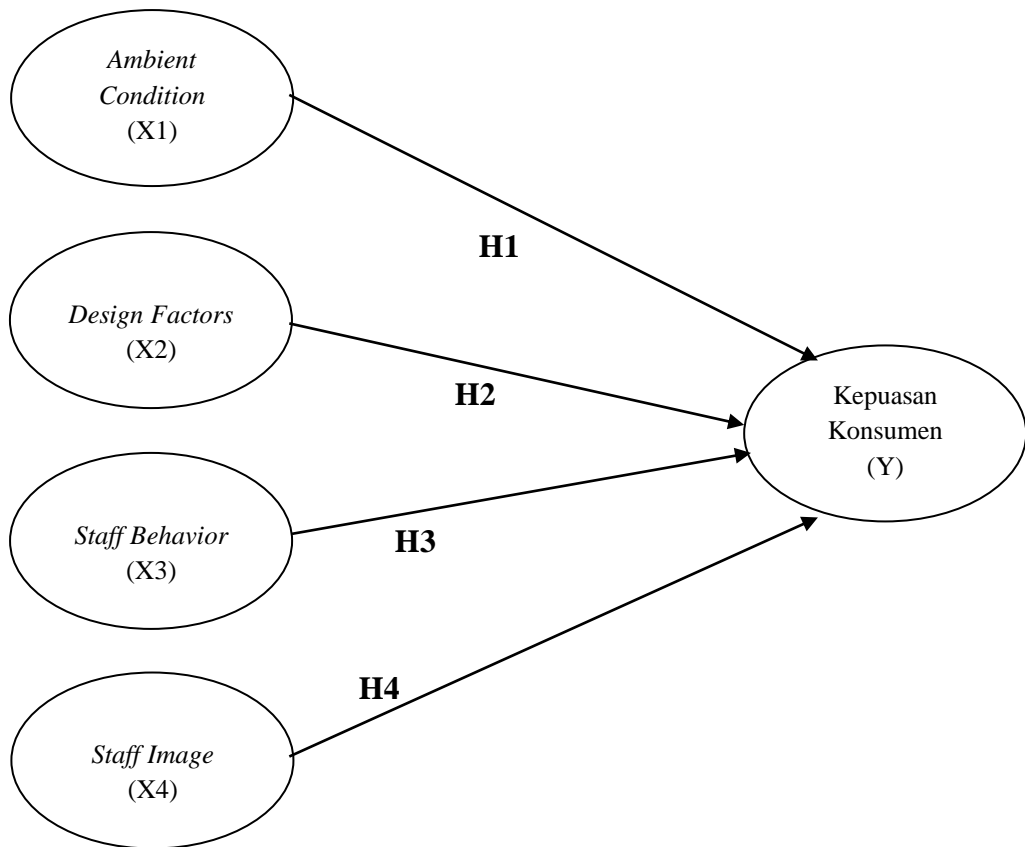 Ambient
Condition
(X1)
H1
Design Factors
(X2)
H2
Kepuasan
Konsumen
(Y)
Staff Behavior
(X3)
H3
Staff Image
(X4)
H4